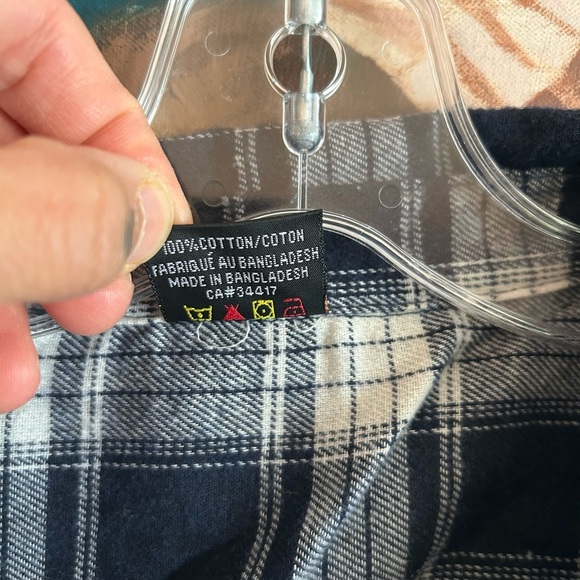 100%COTTON/COTON
FABRIQUÉ AU BANGLADESH
MADE IN BANGLADESH
CA#34417